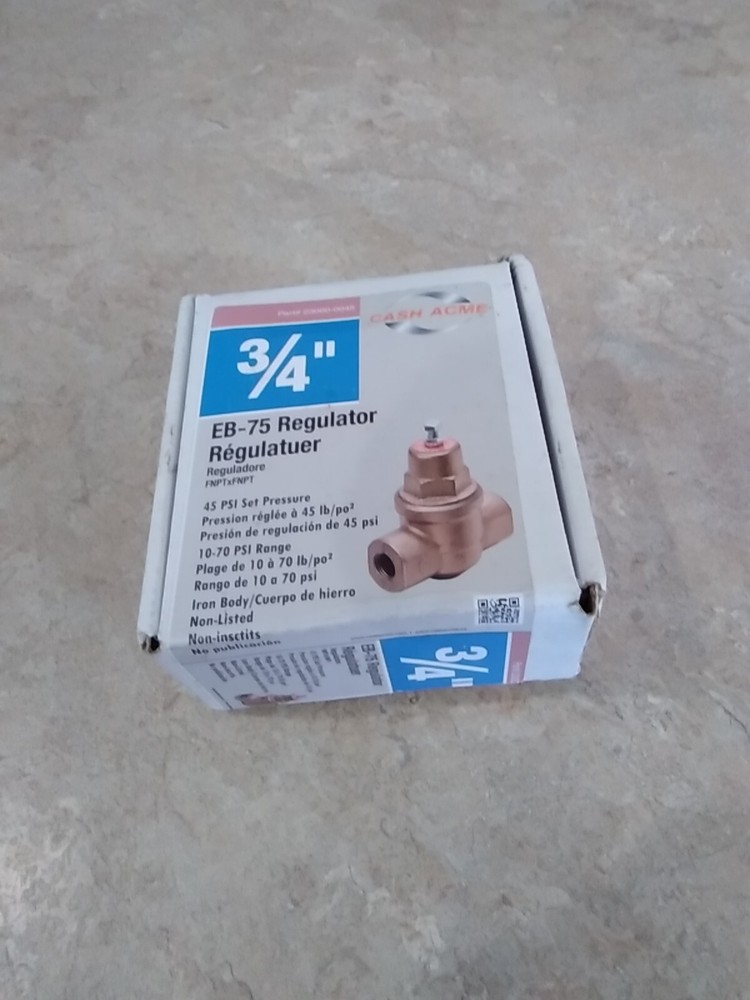 CASH ACME
3/4"
EB-75 Regulator
Régulatuer
Reguladore
FNPTxFNPT
45 PSI Set Pressure
Pression réglée à 45 lb/po²
Presión de regulación de 45 psi
10-70 PSI Range
Plage de 10 à 70 lb/po²
Rango de 10 a 70 psi
Iron Body/Cuerpo de hierro
Non-Listed
Non-insctits
No publicación
3/4"
EB-75 Regulator
Régulatuer